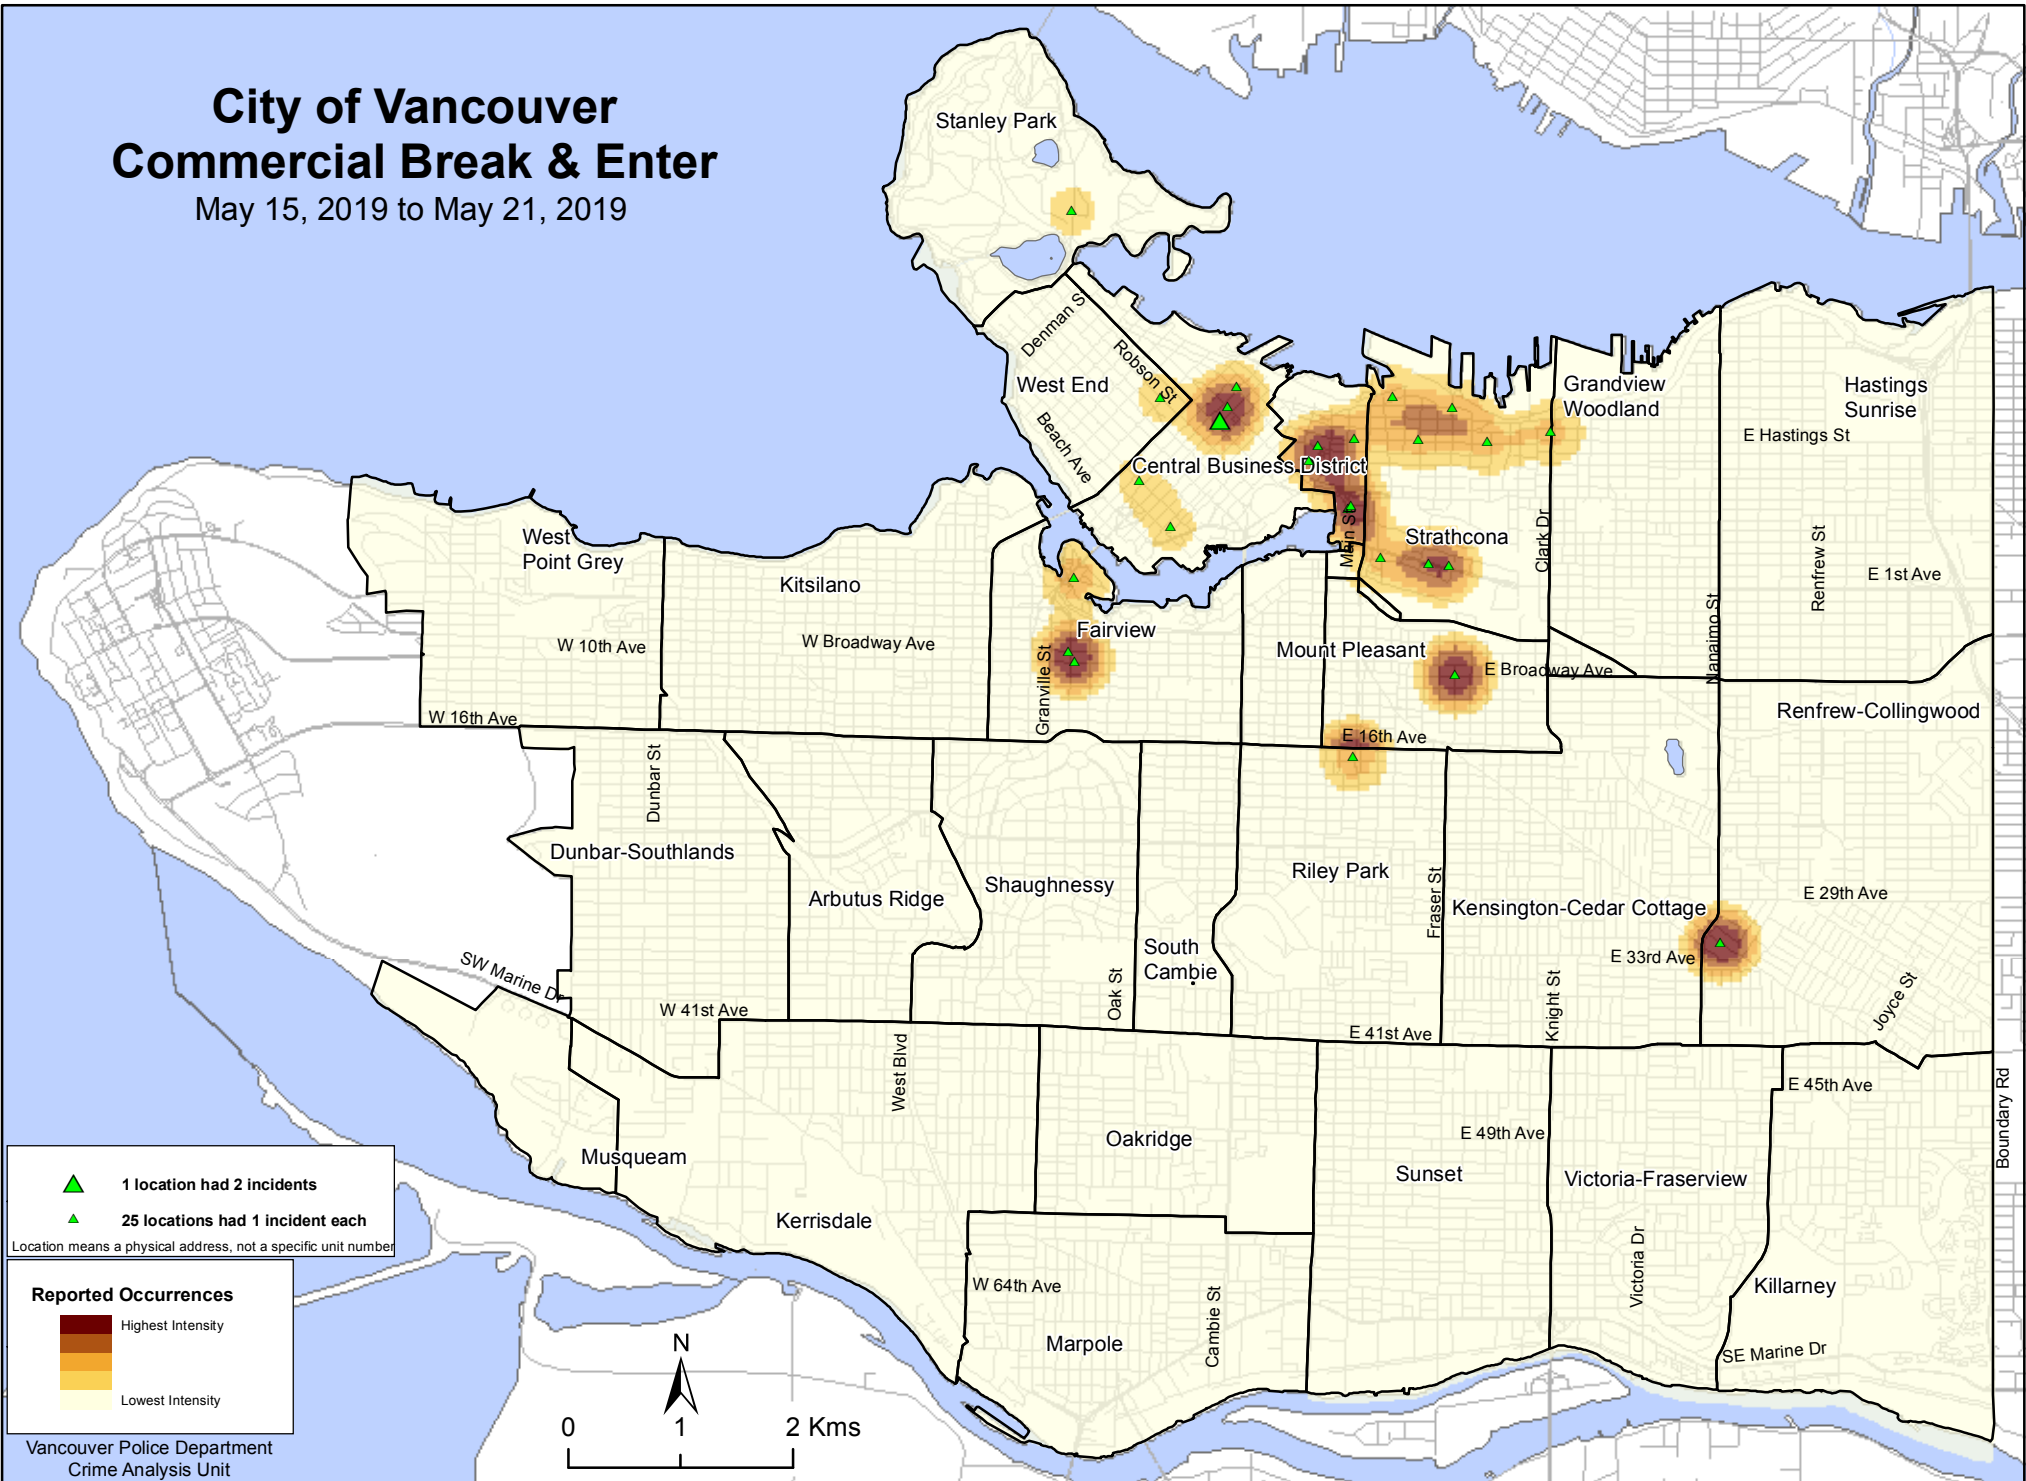 City of Vancouver
Commercial Break & Enter
May 15, 2019 to May 21, 2019
Stanley Park
Denman S
Robson St
West End
Beach Ave
Grandview
Woodland
Hastings
Sunrise
E Hastings St
Central Business District
West
Point Grey
Kitsilano
Main St
Strathcona
Clark Dr
Renfrew St
E 1st Ave
Nanaimo St
W 10th Ave
W Broadway Ave
Fairview
Granville St
Mount Pleasant
E Broadway Ave
W 16th Ave
E 16th Ave
Renfrew-Collingwood
Dunbar St
Dunbar-Southlands
Arbutus Ridge
Shaughnessy
Riley Park
Fraser St
Kensington-Cedar Cottage
E 29th Ave
South
Cambie
E 33rd Ave
SW Marine Dr
W 41st Ave
Oak St
Knight St
Joyce St
E 41st Ave
West Blvd
E 45th Ave
Boundary Rd
Oakridge
E 49th Ave
Musqueam
Sunset
Victoria-Fraserview
Kerrisdale
Victoria Dr
W 64th Ave
Cambie St
Killarney
Marpole
SE Marine Dr
1 location had 2 incidents
25 locations had 1 incident each
Location means a physical address, not a specific unit number
Reported Occurrences
Highest Intensity
Lowest Intensity
N
0 1 2 Kms
Vancouver Police Department
Crime Analysis Unit